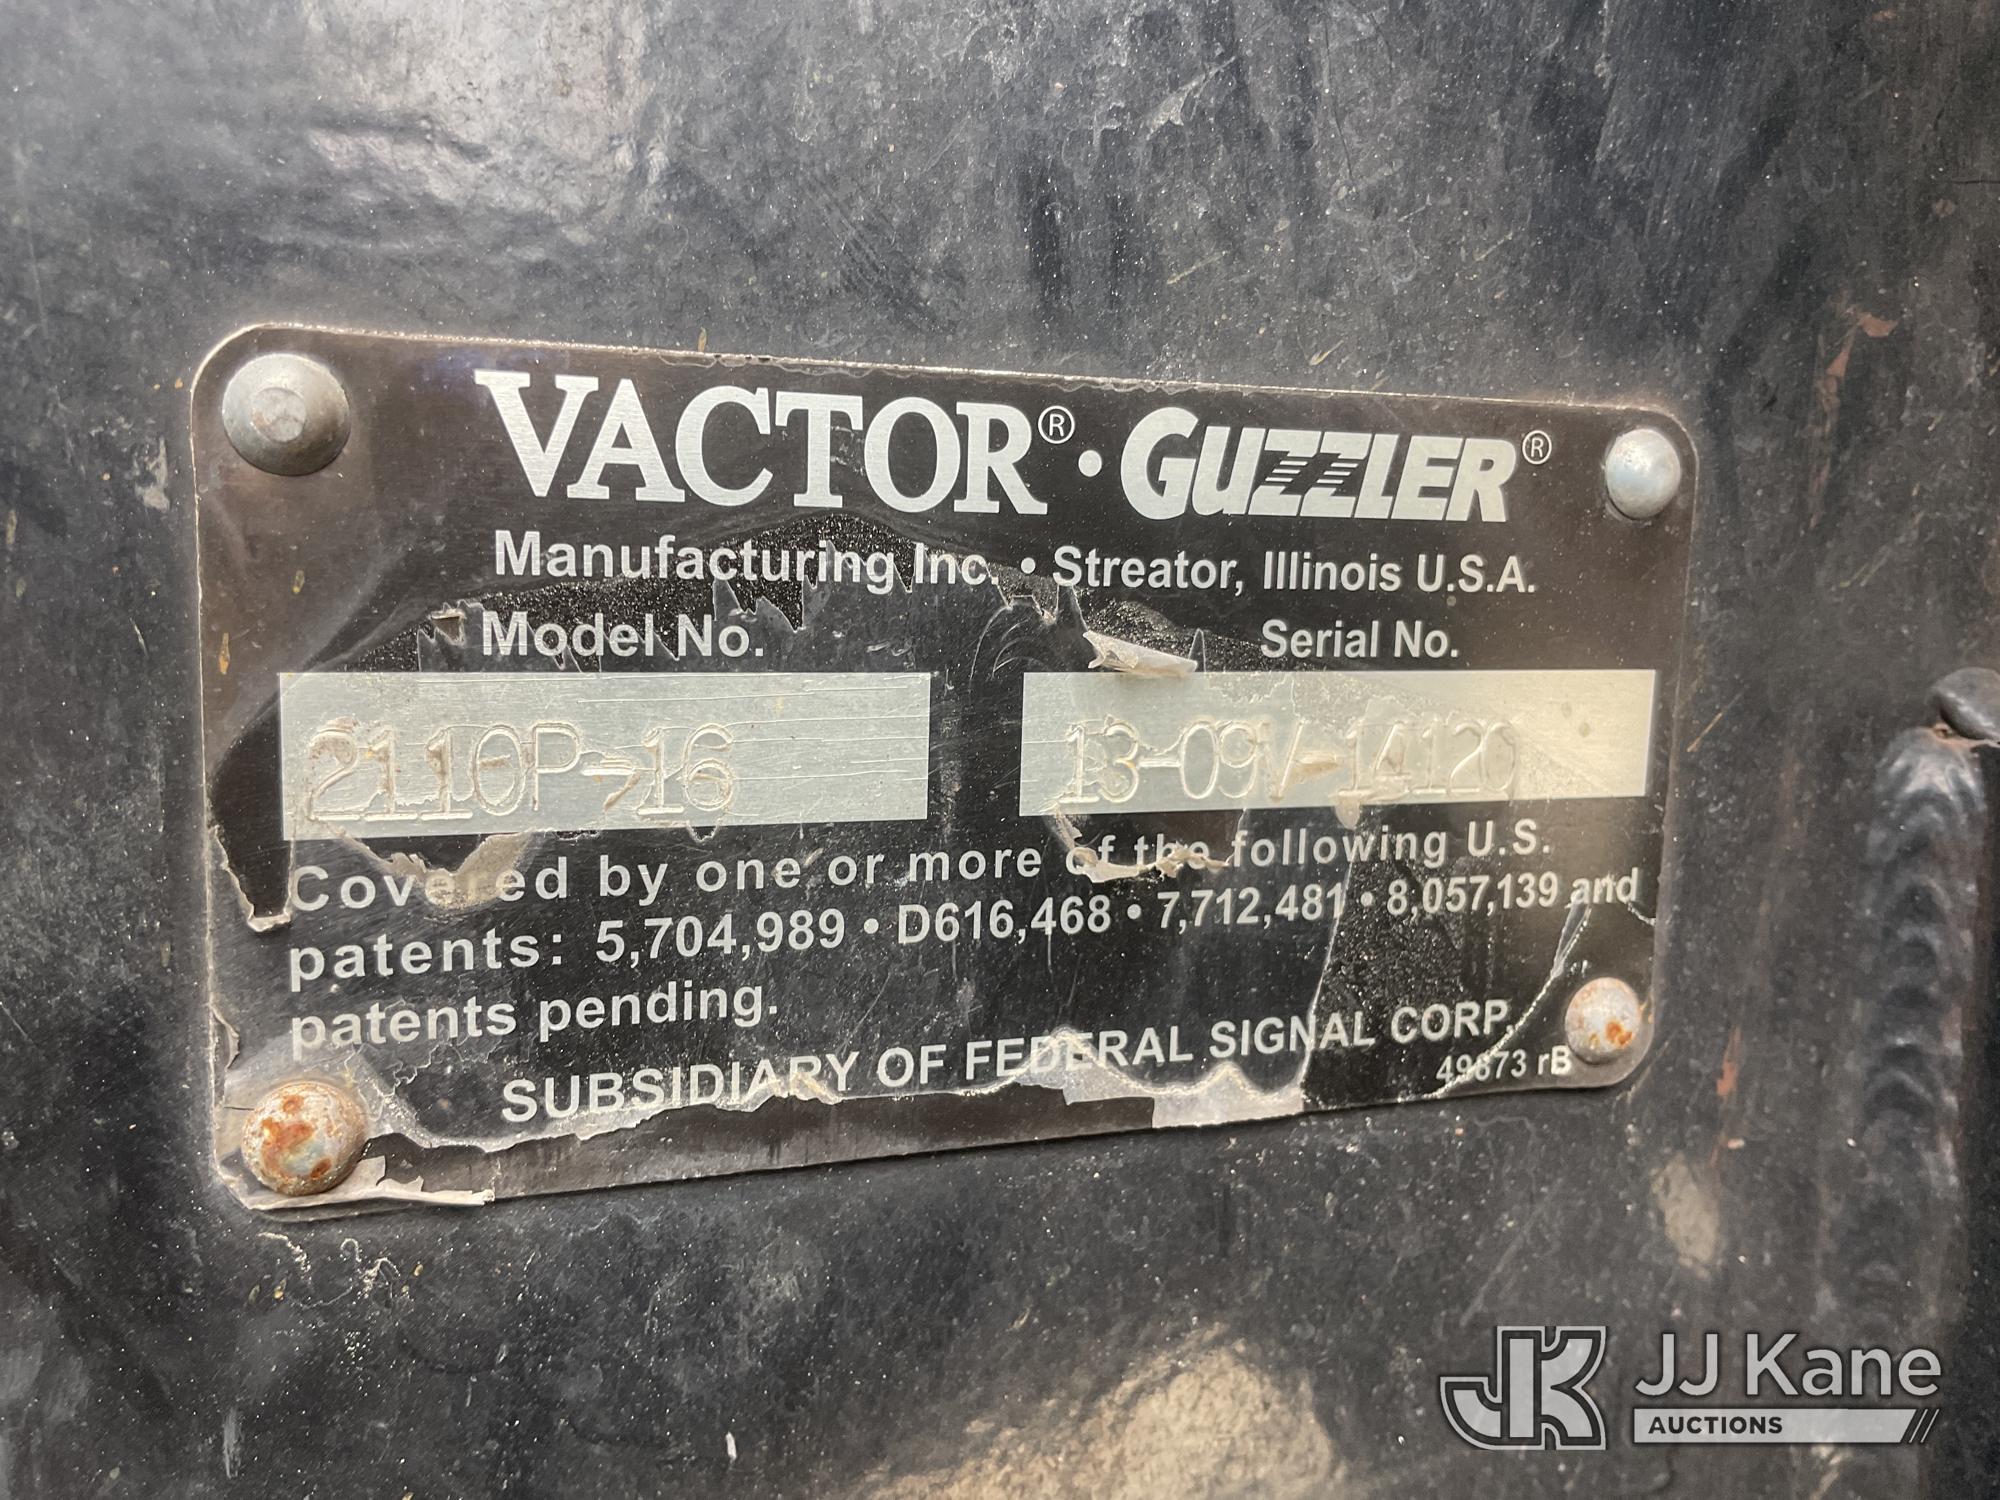 VACTOR® · GUZZLER®
Manufacturing Inc. • Streator, Illinois U.S.A.
Model No. Serial No.
2110P-16 13-09V-14120
Covered by one or more of the following U.S.
patents: 5,704,989 • D616,468 • 7,712,481 • 8,057,139 and
patents pending.
SUBSIDIARY OF FEDERAL SIGNAL CORP.
49873 rB
JK JJ Kane
AUCTIONS